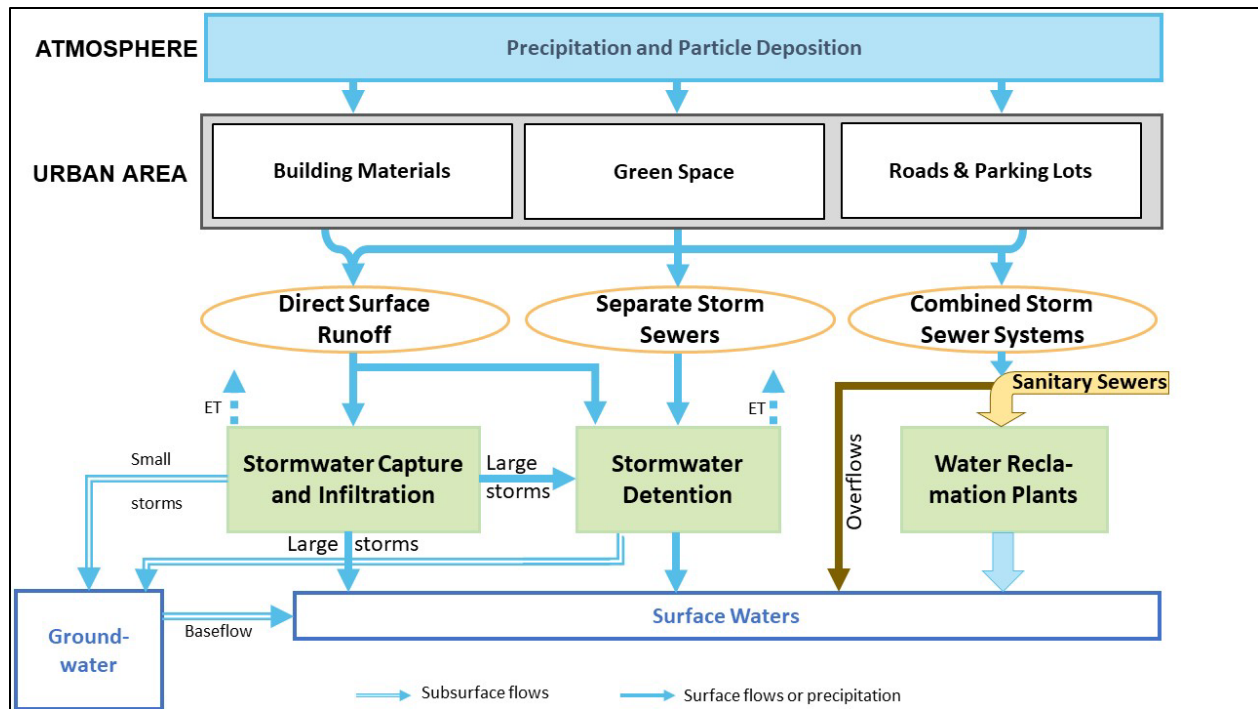 ATMOSPHERE
Precipitation and Particle Deposition
URBAN AREA
Building Materials
Green Space
Roads & Parking Lots
Direct Surface
Runoff
Separate Storm
Sewers
Combined Storm
Sewer Systems
Sanitary Sewers
ET
ET
Small
storms
Stormwater Capture
and Infiltration
Large
storms
Stormwater
Detention
Overflows
Water Recla-
mation Plants
Large storms
Ground-
water
Baseflow
Surface Waters
Subsurface flows
Surface flows or precipitation